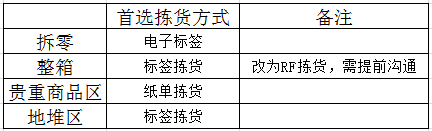 首选拣货方式 备注
拆零 电子标签
整箱 标签拣货 改为RF拣货，需提前沟通
贵重商品区 纸单拣货
地堆区 标签拣货